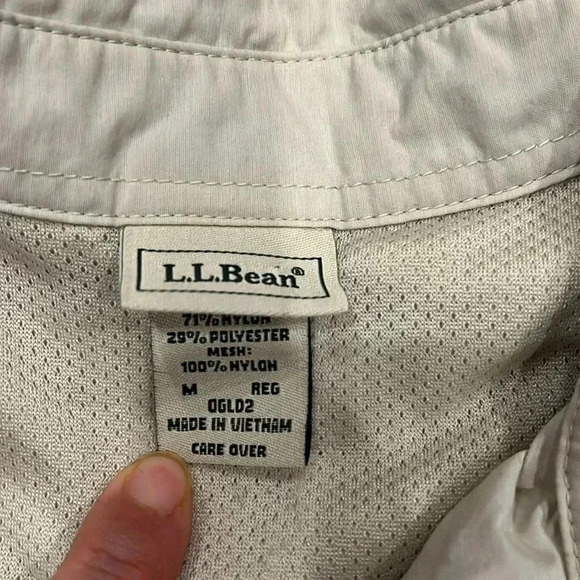 L.L.Bean®
71% NYLON
29% POLYESTER
MESH:
100% NYLON
M REG
0GLD2
MADE IN VIETNAM
CARE OVER